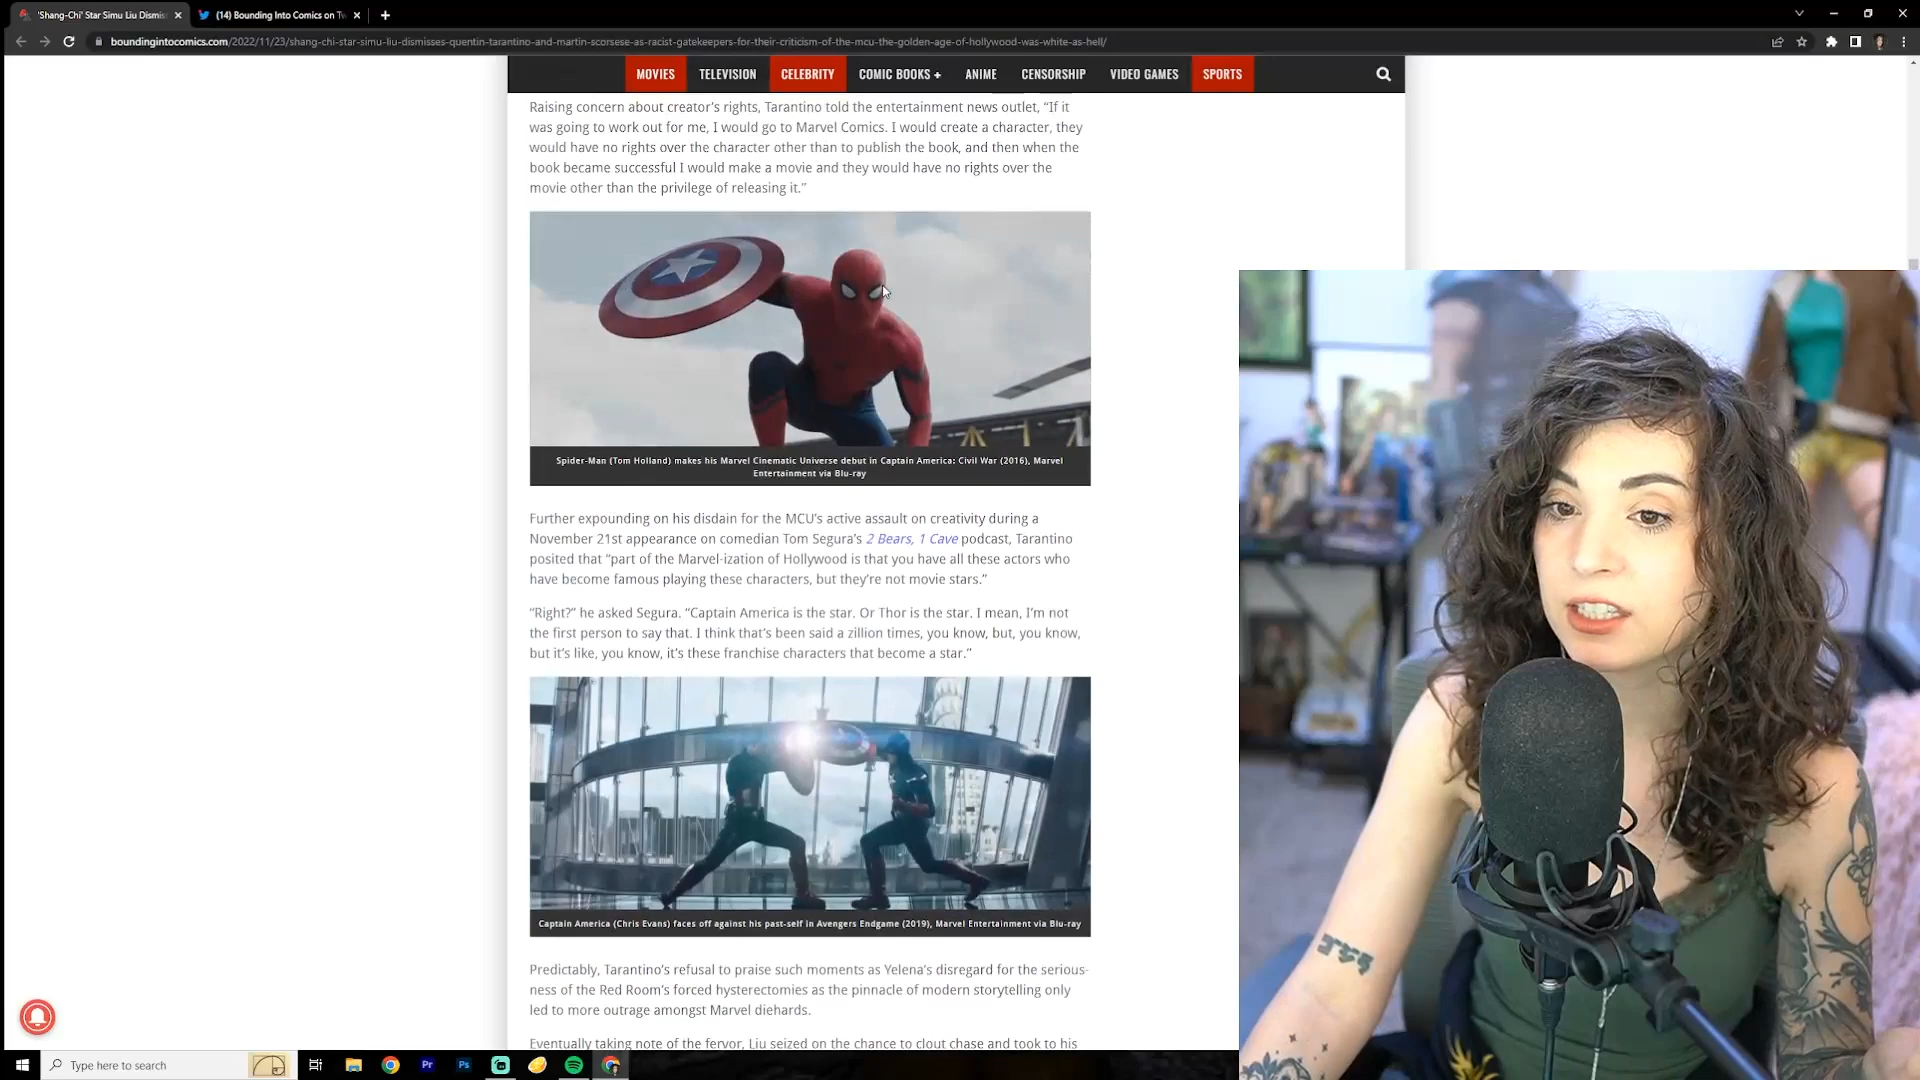 'Shang-Chi' Star Simu Liu Dismis
(14) Bounding Into Comics on Tw
boundingintocomics.com/2022/11/23/shang-chi-star-simu-liu-dismisses-quentin-tarantino-and-martin-scorsese-as-racist-gatekeepers-for-their-criticism-of-the-mcu-the-golden-age-of-hollywood-was-white-as-hell/
MOVIES TELEVISION CELEBRITY COMIC BOOKS + ANIME CENSORSHIP VIDEO GAMES SPORTS
Raising concern about creator's rights, Tarantino told the entertainment news outlet, “If it
was going to work out for me, I would go to Marvel Comics. I would create a character, they
would have no rights over the character other than to publish the book, and then when the
book became successful I would make a movie and they would have no rights over the
movie other than the privilege of releasing it.”
Spider-Man (Tom Holland) makes his Marvel Cinematic Universe debut in Captain America: Civil War (2016), Marvel
Entertainment via Blu-ray
Further expounding on his disdain for the MCU's active assault on creativity during a
November 21st appearance on comedian Tom Segura's 2 Bears, 1 Cave podcast, Tarantino
posited that “part of the Marvel-ization of Hollywood is that you have all these actors who
have become famous playing these characters, but they're not movie stars.”
“Right?” he asked Segura. “Captain America is the star. Or Thor is the star. I mean, I'm not
the first person to say that. I think that's been said a zillion times, you know, but, you know,
but it's like, you know, it's these franchise characters that become a star.”
Captain America (Chris Evans) faces off against his past-self in Avengers Endgame (2019), Marvel Entertainment via Blu-ray
Predictably, Tarantino's refusal to praise such moments as Yelena's disregard for the serious-
ness of the Red Room's forced hysterectomies as the pinnacle of modern storytelling only
led to more outrage amongst Marvel diehards.
Eventually taking note of the fervor, Liu seized on the chance to clout chase and took to his
Type here to search
Pr
Ps